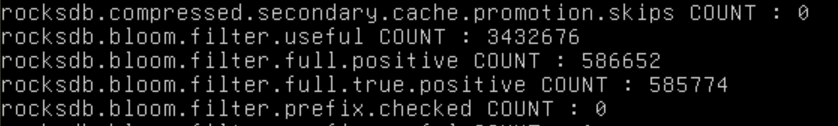 rocksdb.compressed.secondary.cache.promotion.skips COUNT : 0
rocksdb.bloom.filter.useful COUNT : 3432676
rocksdb.bloom.filter.full.positive COUNT : 586652
rocksdb.bloom.filter.full.true.positive COUNT : 585774
rocksdb.bloom.filter.prefix.checked COUNT : 0